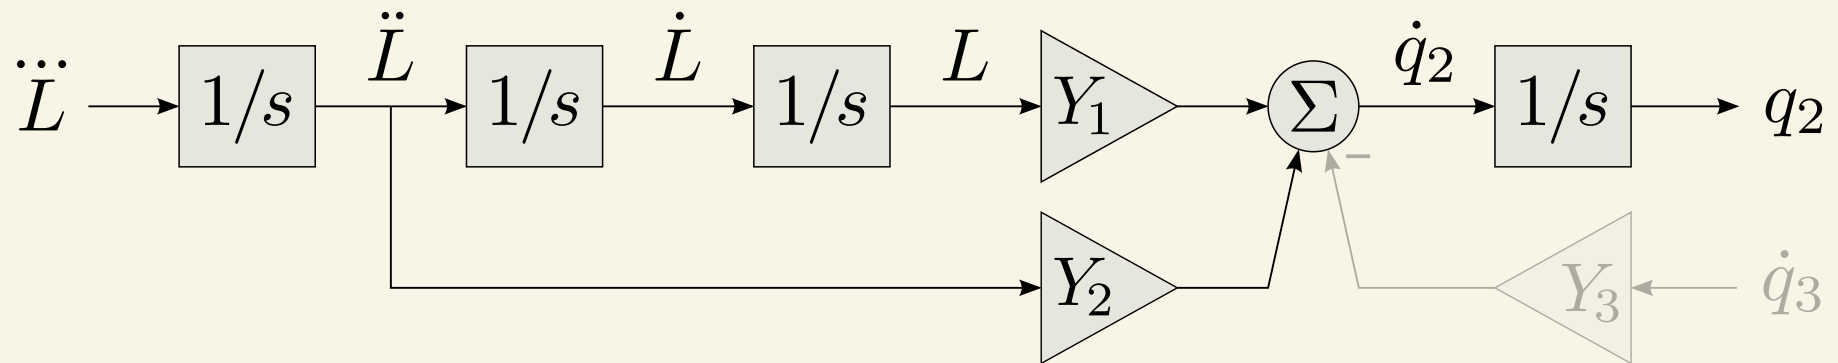 L⃛ 1/s L̈ 1/s L̇ 1/s L Y₁ Σ q̇₂ 1/s q₂
−
Y₂ Y₃ q̇₃